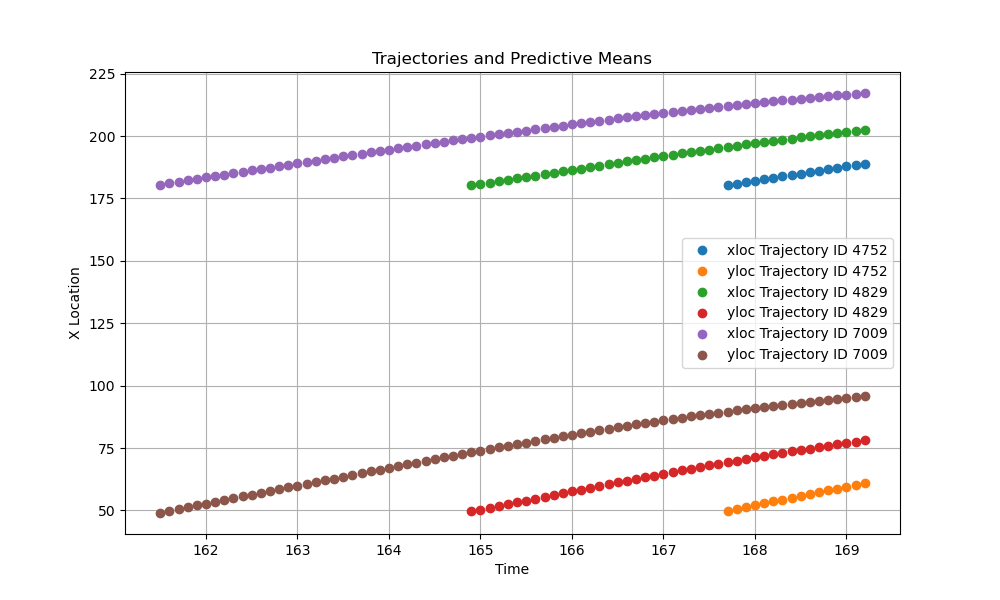 Trajectories and Predictive Means
225
200
175
150
125
100
75
50
X Location
xloc Trajectory ID 4752
yloc Trajectory ID 4752
xloc Trajectory ID 4829
yloc Trajectory ID 4829
xloc Trajectory ID 7009
yloc Trajectory ID 7009
162 163 164 165 166 167 168 169
Time